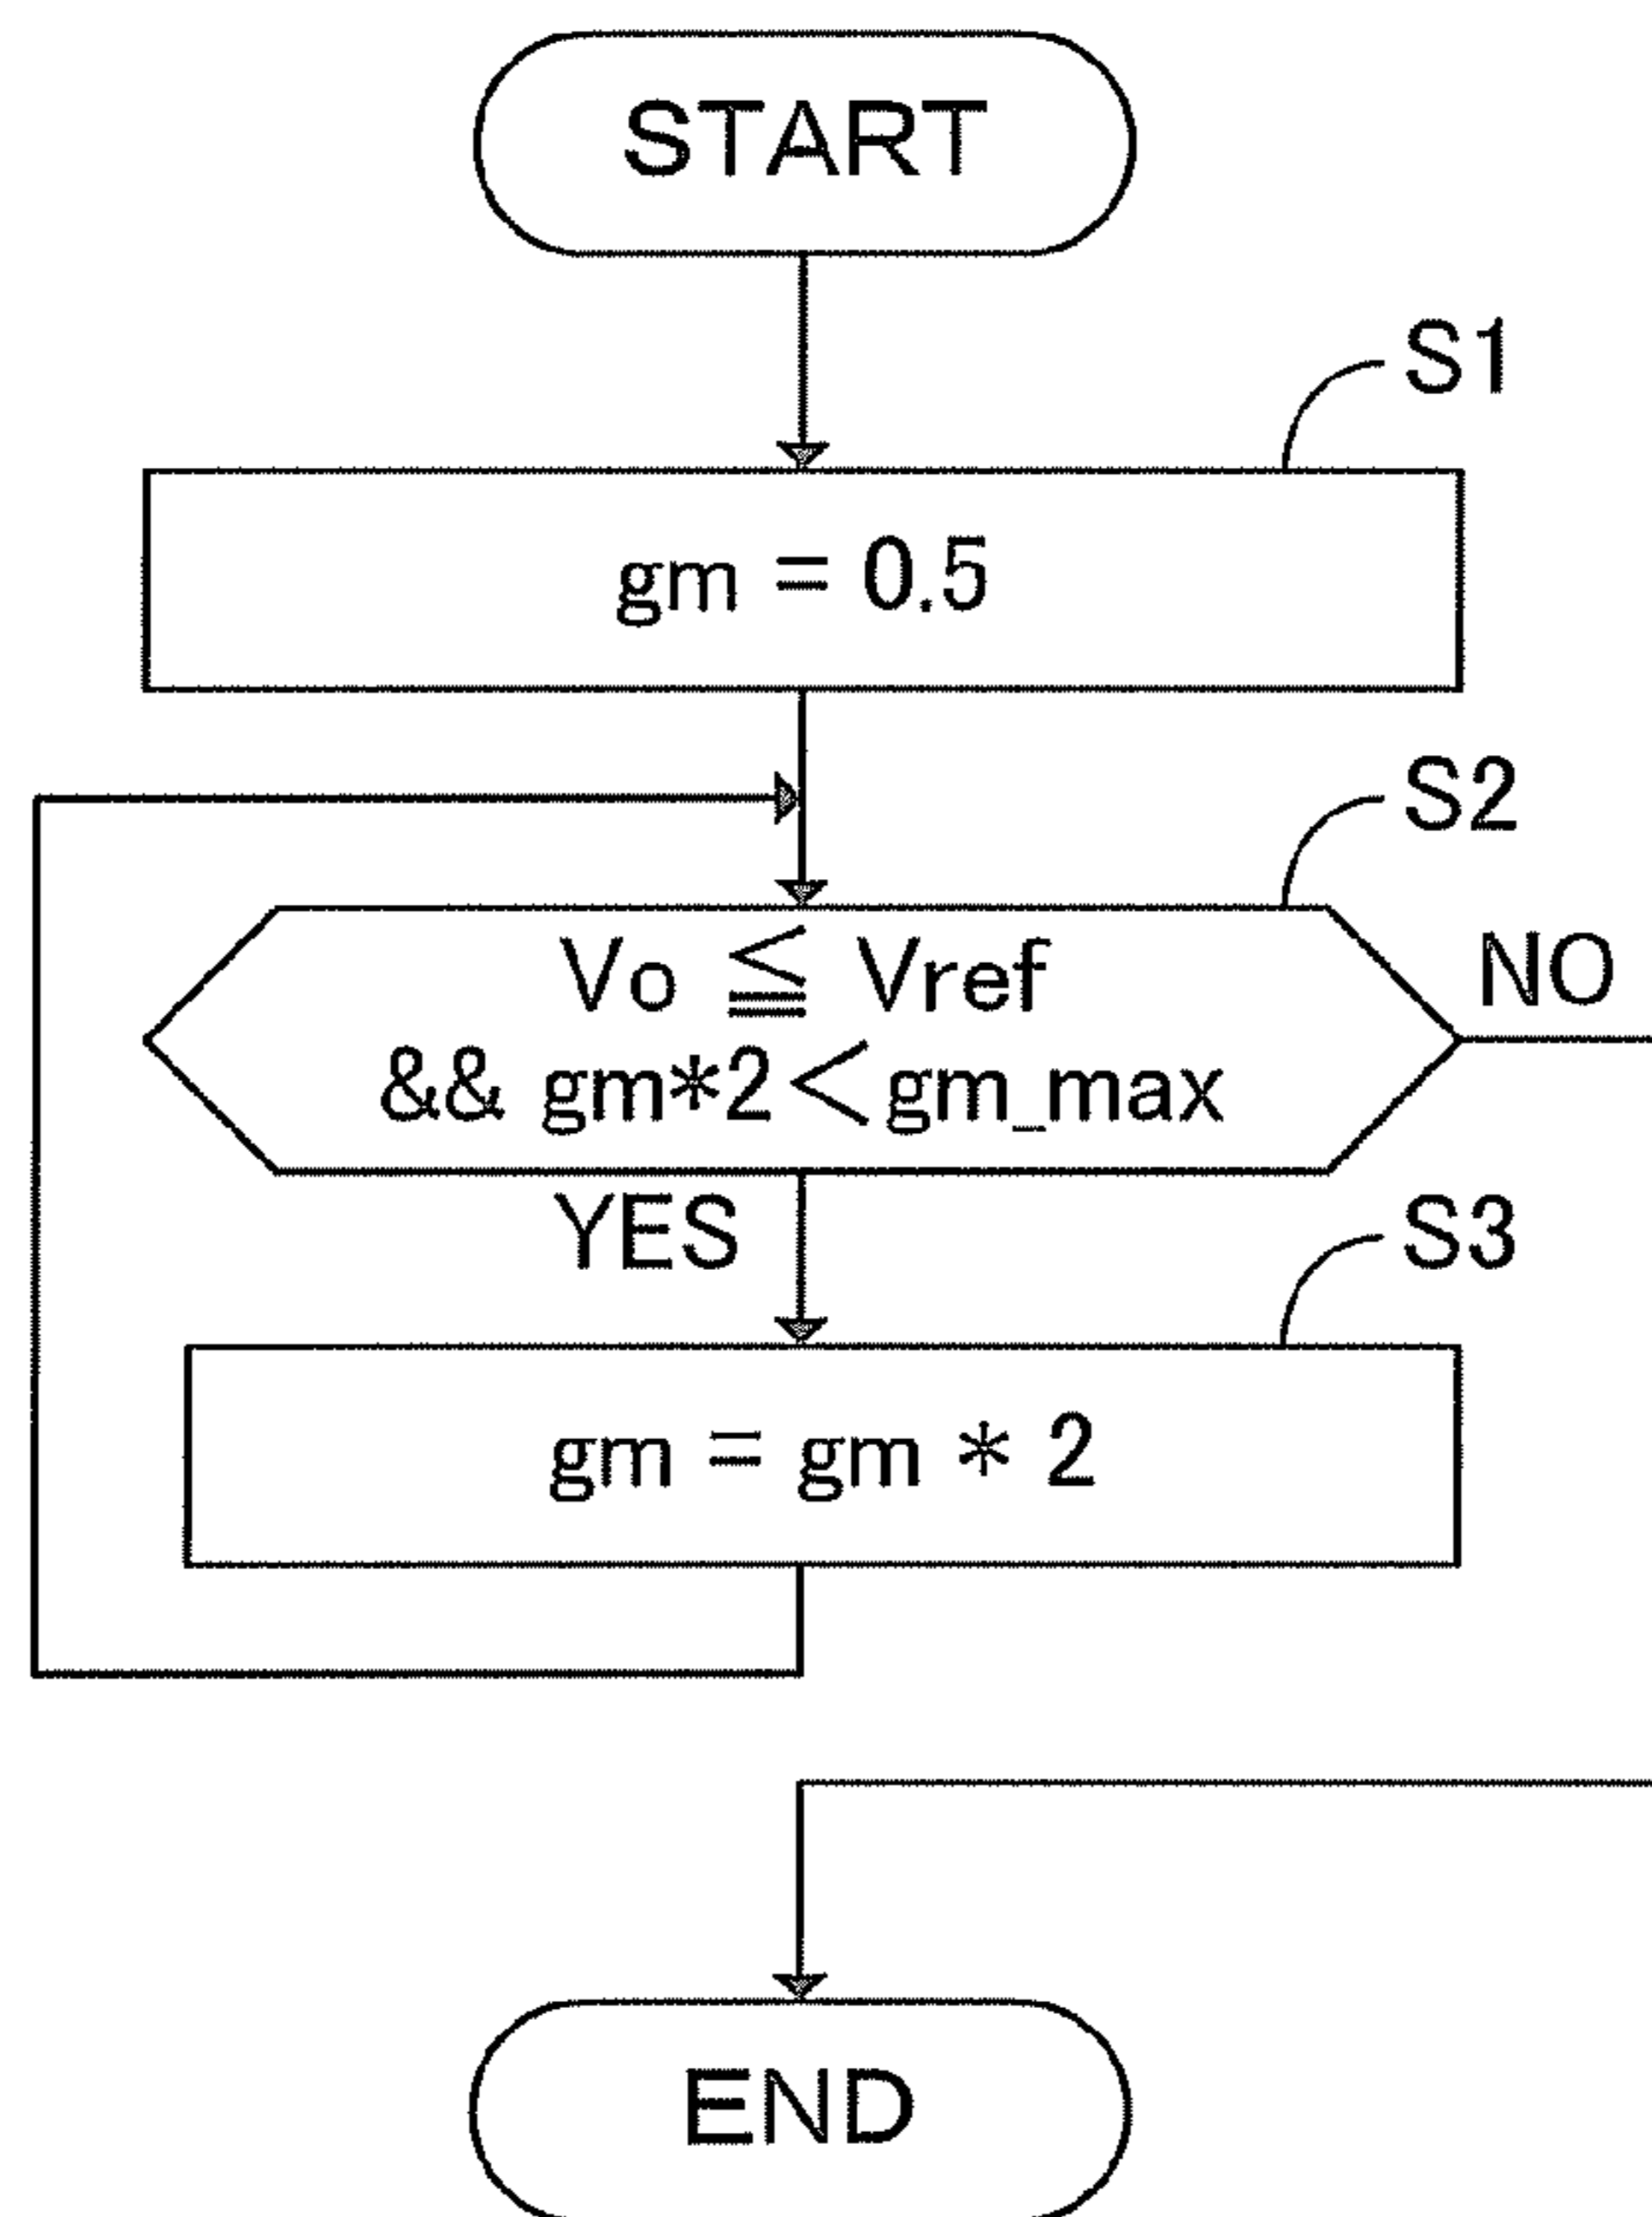 START
S1
gm = 0.5
S2
Vo ≦ Vref
NO
&& gm*2<gm_max
YES
S3
gm = gm * 2
END